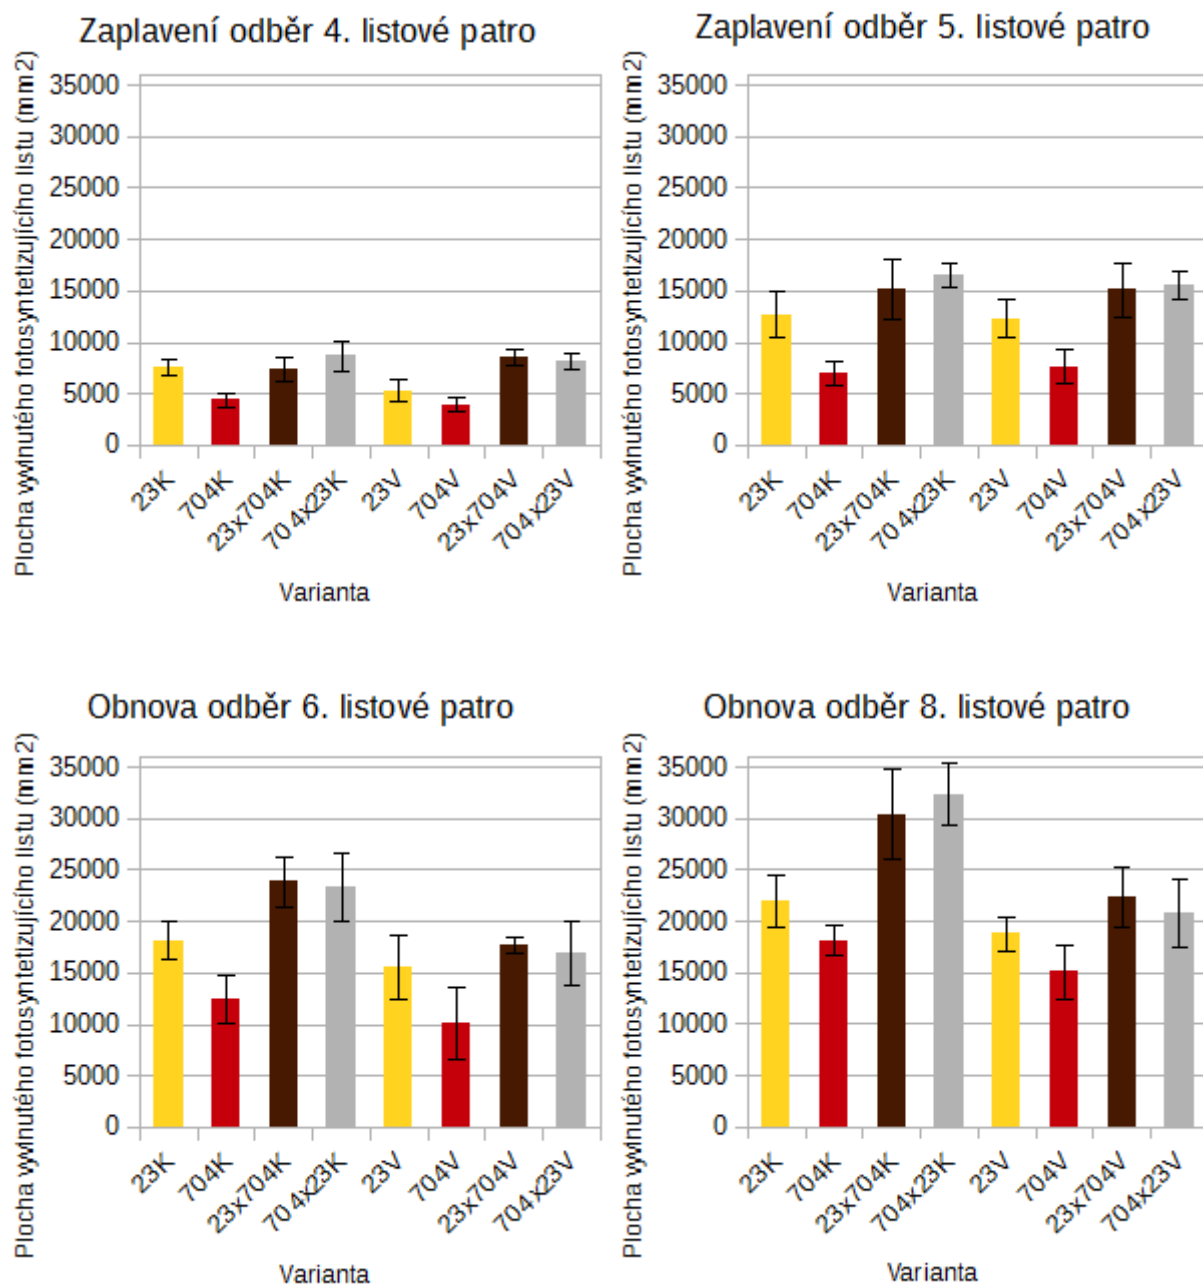 Zaplavení odběr 4. listové patro
Plocha vyvinutého fotosyntetizujícího listu (mm2)
35000
30000
25000
20000
15000
10000
5000
0
23K
704K
23x704K
704x23K
23V
704V
23x704V
704x23V
Varianta
Zaplavení odběr 5. listové patro
Plocha vyvinutého fotosyntetizujícího listu (mm2)
35000
30000
25000
20000
15000
10000
5000
0
23K
704K
23x704K
704x23K
23V
704V
23x704V
704x23V
Varianta
Obnova odběr 6. listové patro
Plocha vyvinutého fotosyntetizujícího listu (mm2)
35000
30000
25000
20000
15000
10000
5000
0
23K
704K
23x704K
704x23K
23V
704V
23x704V
704x23V
Varianta
Obnova odběr 8. listové patro
Plocha vyvinutého fotosyntetizujícího listu (mm2)
35000
30000
25000
20000
15000
10000
5000
0
23K
704K
23x704K
704x23K
23V
704V
23x704V
704x23V
Varianta